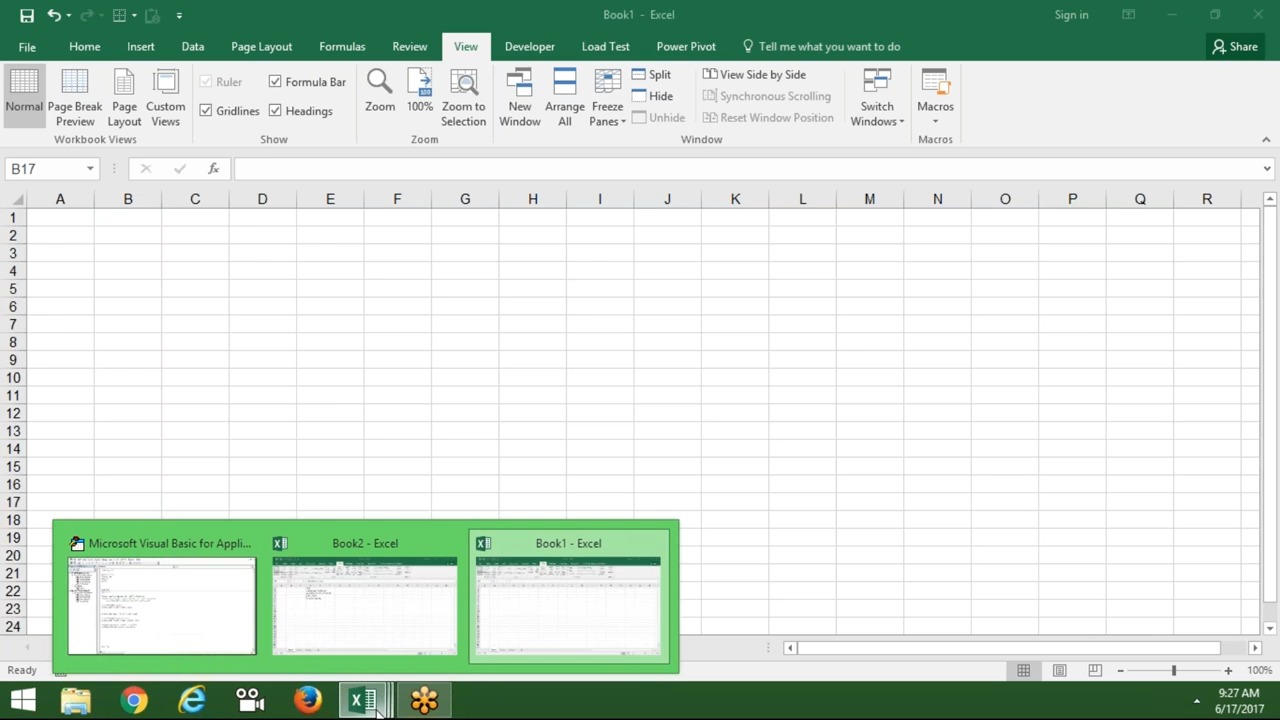 Book1 - Excel
Sign in
File Home Insert Data Page Layout Formulas Review View Developer Load Test Power Pivot Tell me what you want to do Share
Normal
Page Break Preview
Page Layout
Custom Views
Workbook Views
Ruler
Formula Bar
Gridlines
Headings
Show
Zoom
100%
Zoom to Selection
Zoom
New Window
Arrange All
Freeze Panes
Split
Hide
Unhide
View Side by Side
Synchronous Scrolling
Reset Window Position
Window
Switch Windows
Macros
Macros
B17
fx
A B C D E F G H I J K L M N O P Q R
1
2
3
4
5
6
7
8
9
10
11
12
13
14
15
16
17
18
19
20
21
22
23
24
Microsoft Visual Basic for Appli...
Book2 - Excel
Book1 - Excel
Ready
100%
9:27 AM
6/17/2017